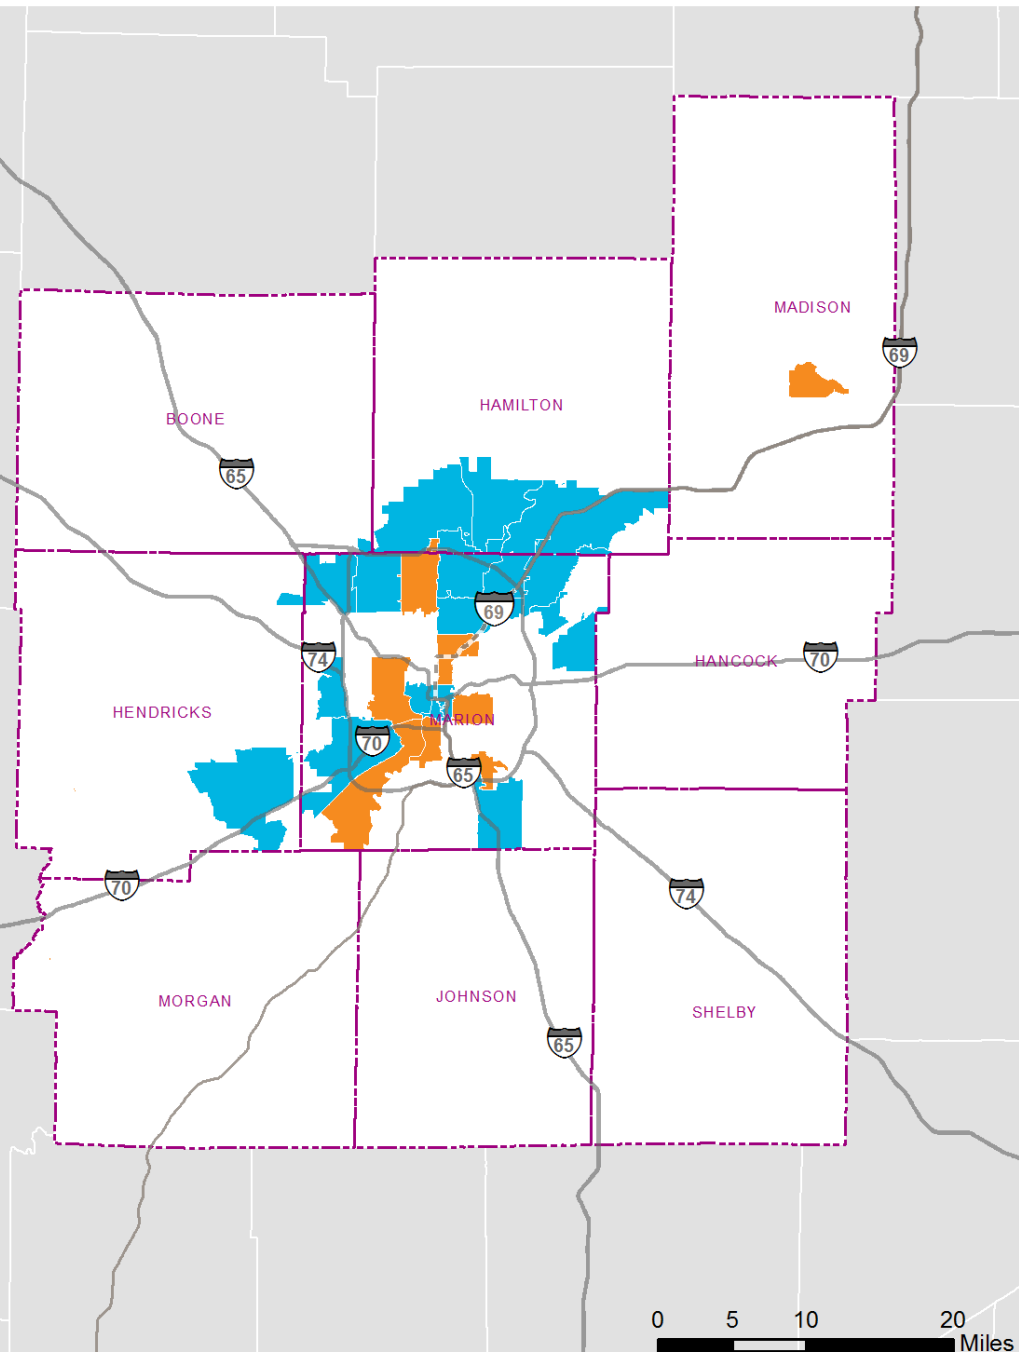 MADISON
69
HAMILTON
BOONE
65
69
74
HANCOCK
70
HENDRICKS
MARION
70
65
70
74
MORGAN
JOHNSON
SHELBY
65
0 5 10 20
Miles